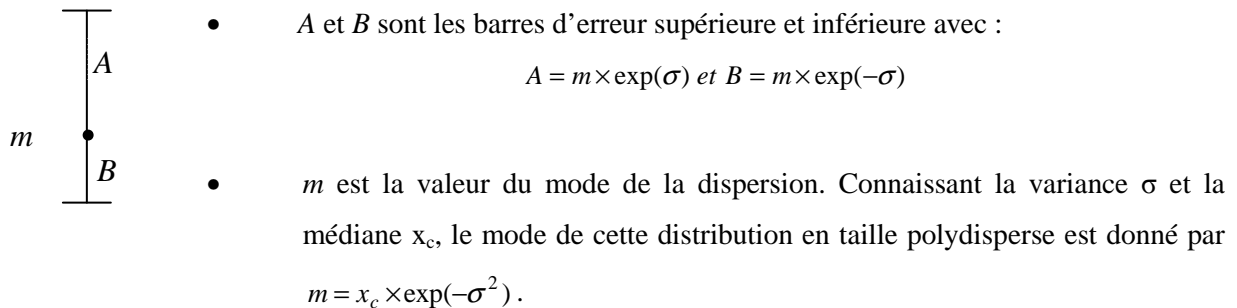 • A et B sont les barres d’erreur supérieure et inférieure avec :
A
A = m × exp(σ) et B = m × exp(−σ)
m
B
• m est la valeur du mode de la dispersion. Connaissant la variance σ et la
médiane x_c, le mode de cette distribution en taille polydisperse est donné par
m = x_c × exp(−σ²).